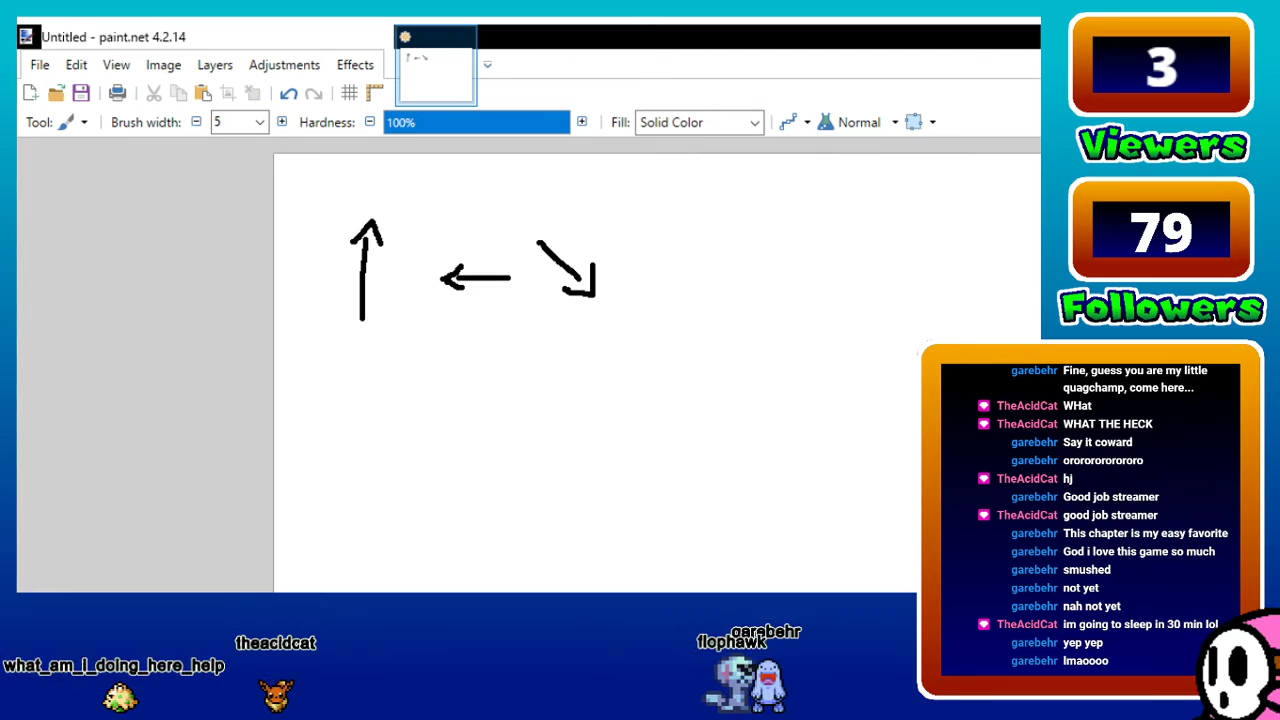 Untitled - paint.net 4.2.14
File Edit View Image Layers Adjustments Effects
Tool: Brush width: 5 Hardness: 100% Fill: Solid Color Normal
3
Viewers
79
Followers
garebehr Fine, guess you are my little
quagchamp, come here...
TheAcidCat WHat
TheAcidCat WHAT THE HECK
garebehr Say it coward
garebehr orororororororo
TheAcidCat hj
garebehr Good job streamer
TheAcidCat good job streamer
garebehr This chapter is my easy favorite
garebehr God i love this game so much
garebehr smushed
garebehr not yet
garebehr nah not yet
TheAcidCat im going to sleep in 30 min lol
garebehr yep yep
garebehr lmaoooo
what_am_i_doing_here_help
theacidcat
flophawk
garebehr